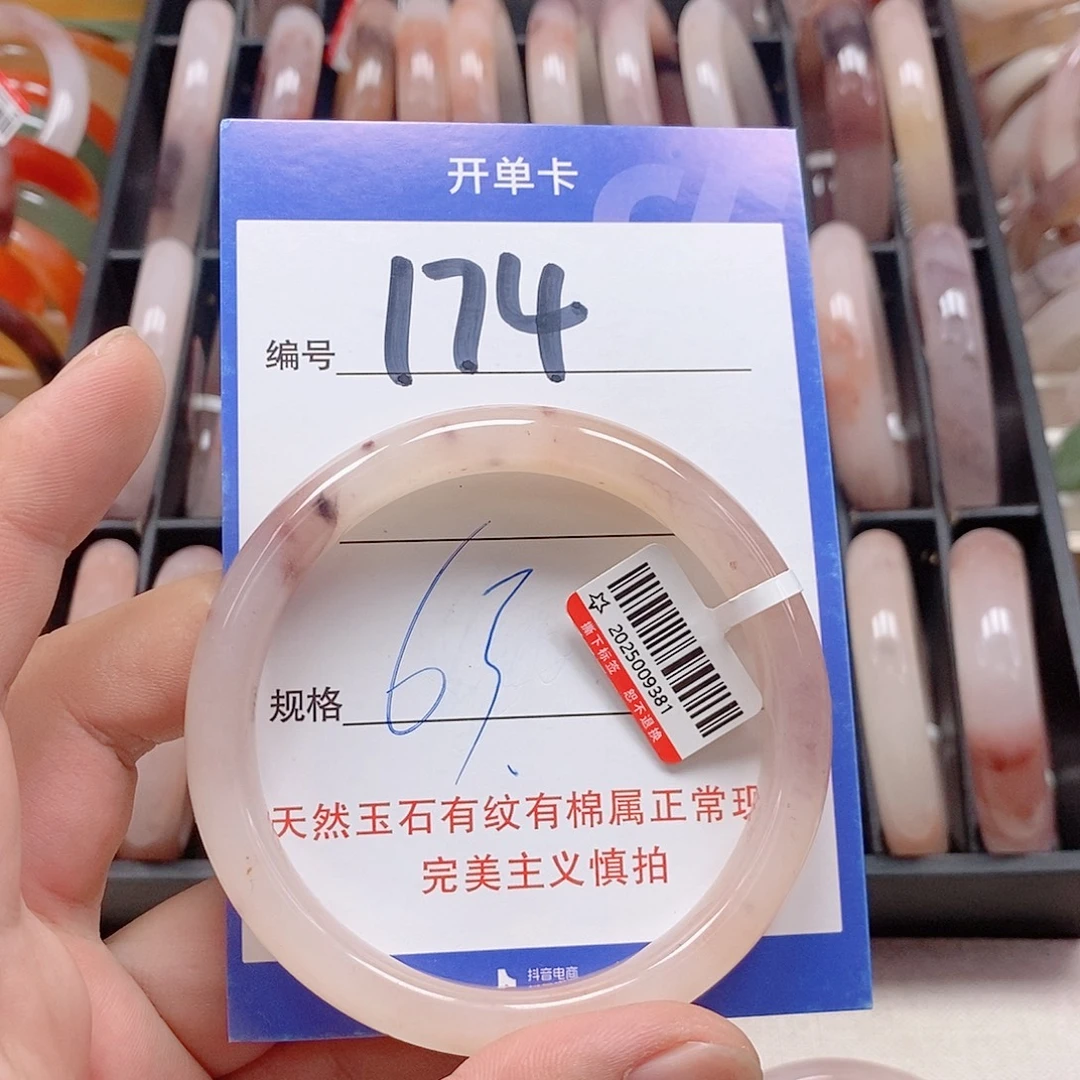 开单卡
编号 174
规格 63.
2025009381
撕下标签 恕不退换
天然玉石有纹有棉属正常现
完美主义慎拍
抖音电商